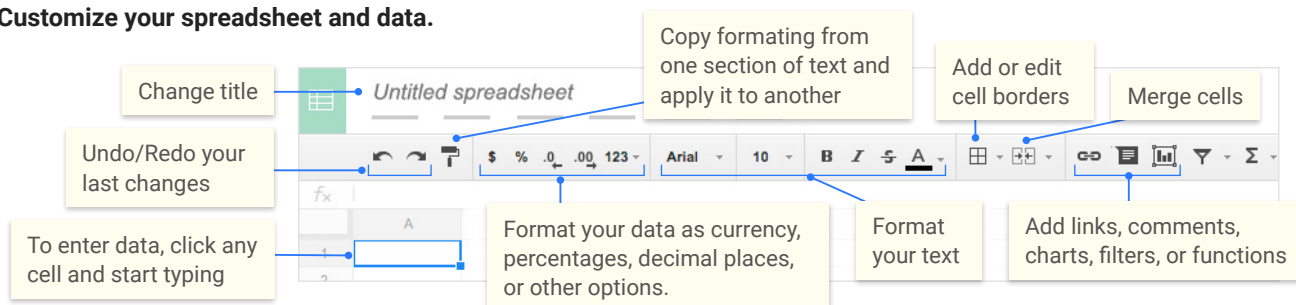 Customize your spreadsheet and data.
Copy formating from
one section of text and
apply it to another
Add or edit
cell borders
Merge cells
Change title
Untitled spreadsheet
Undo/Redo your
last changes
$ % .0 .00 123 Arial 10 B I S A Σ
fx
A
To enter data, click any
cell and start typing
1
2
Format your data as currency,
percentages, decimal places,
or other options.
Format
your text
Add links, comments,
charts, filters, or functions